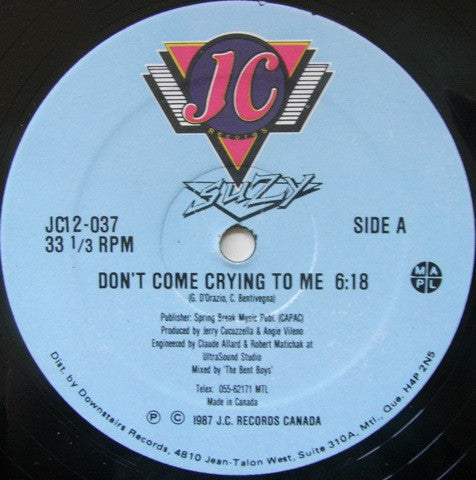 JC
Records
SUZY
JC12-037
33 1/3 RPM
SIDE A
DON'T COME CRYING TO ME 6:18
(G. D'Orazio, C. Bentivegna)
MAPL
Publisher: Spring Break Music Publ. (CAPAC)
Produced by Jerry Cucuzzella & Angie Vileno
Engineeced by Claude Allard & Robert Matichak at
UltraSound Studio
Mixed by 'The Bent Boys'
Telex: 055-62171 MTL
Made in Canada
Ⓟ © 1987 J.C. RECORDS CANADA
Dist. by Downstairs Records, 4810 Jean-Talon West, Suite 310A, Mtl., Que. H4P 2N5